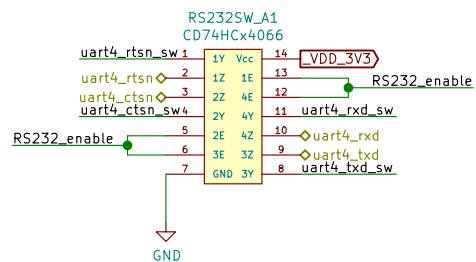 RS232SW_A1
CD74HCx4066
uart4_rtsn_sw 1 1Y Vcc 14 _VDD_3V3
uart4_rtsn 2 1Z 1E 13 RS232_enable
uart4_ctsn 3 2Z 4E 12
uart4_ctsn_sw 4 2Y 4Y 11 uart4_rxd_sw
RS232_enable 5 2E 4Z 10 uart4_rxd
6 3E 3Z 9 uart4_txd
7 GND 3Y 8 uart4_txd_sw
GND